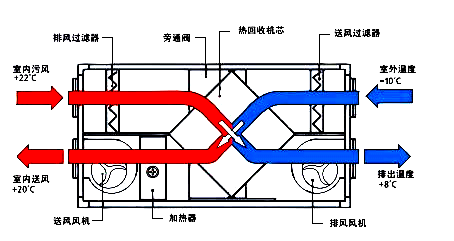 排风过滤器
旁通阀
热回收机芯
送风过滤器
室内污风
+22℃
室外温度
-10℃
室内送风
+20℃
排出温度
+8℃
送风风机
加热器
排风风机